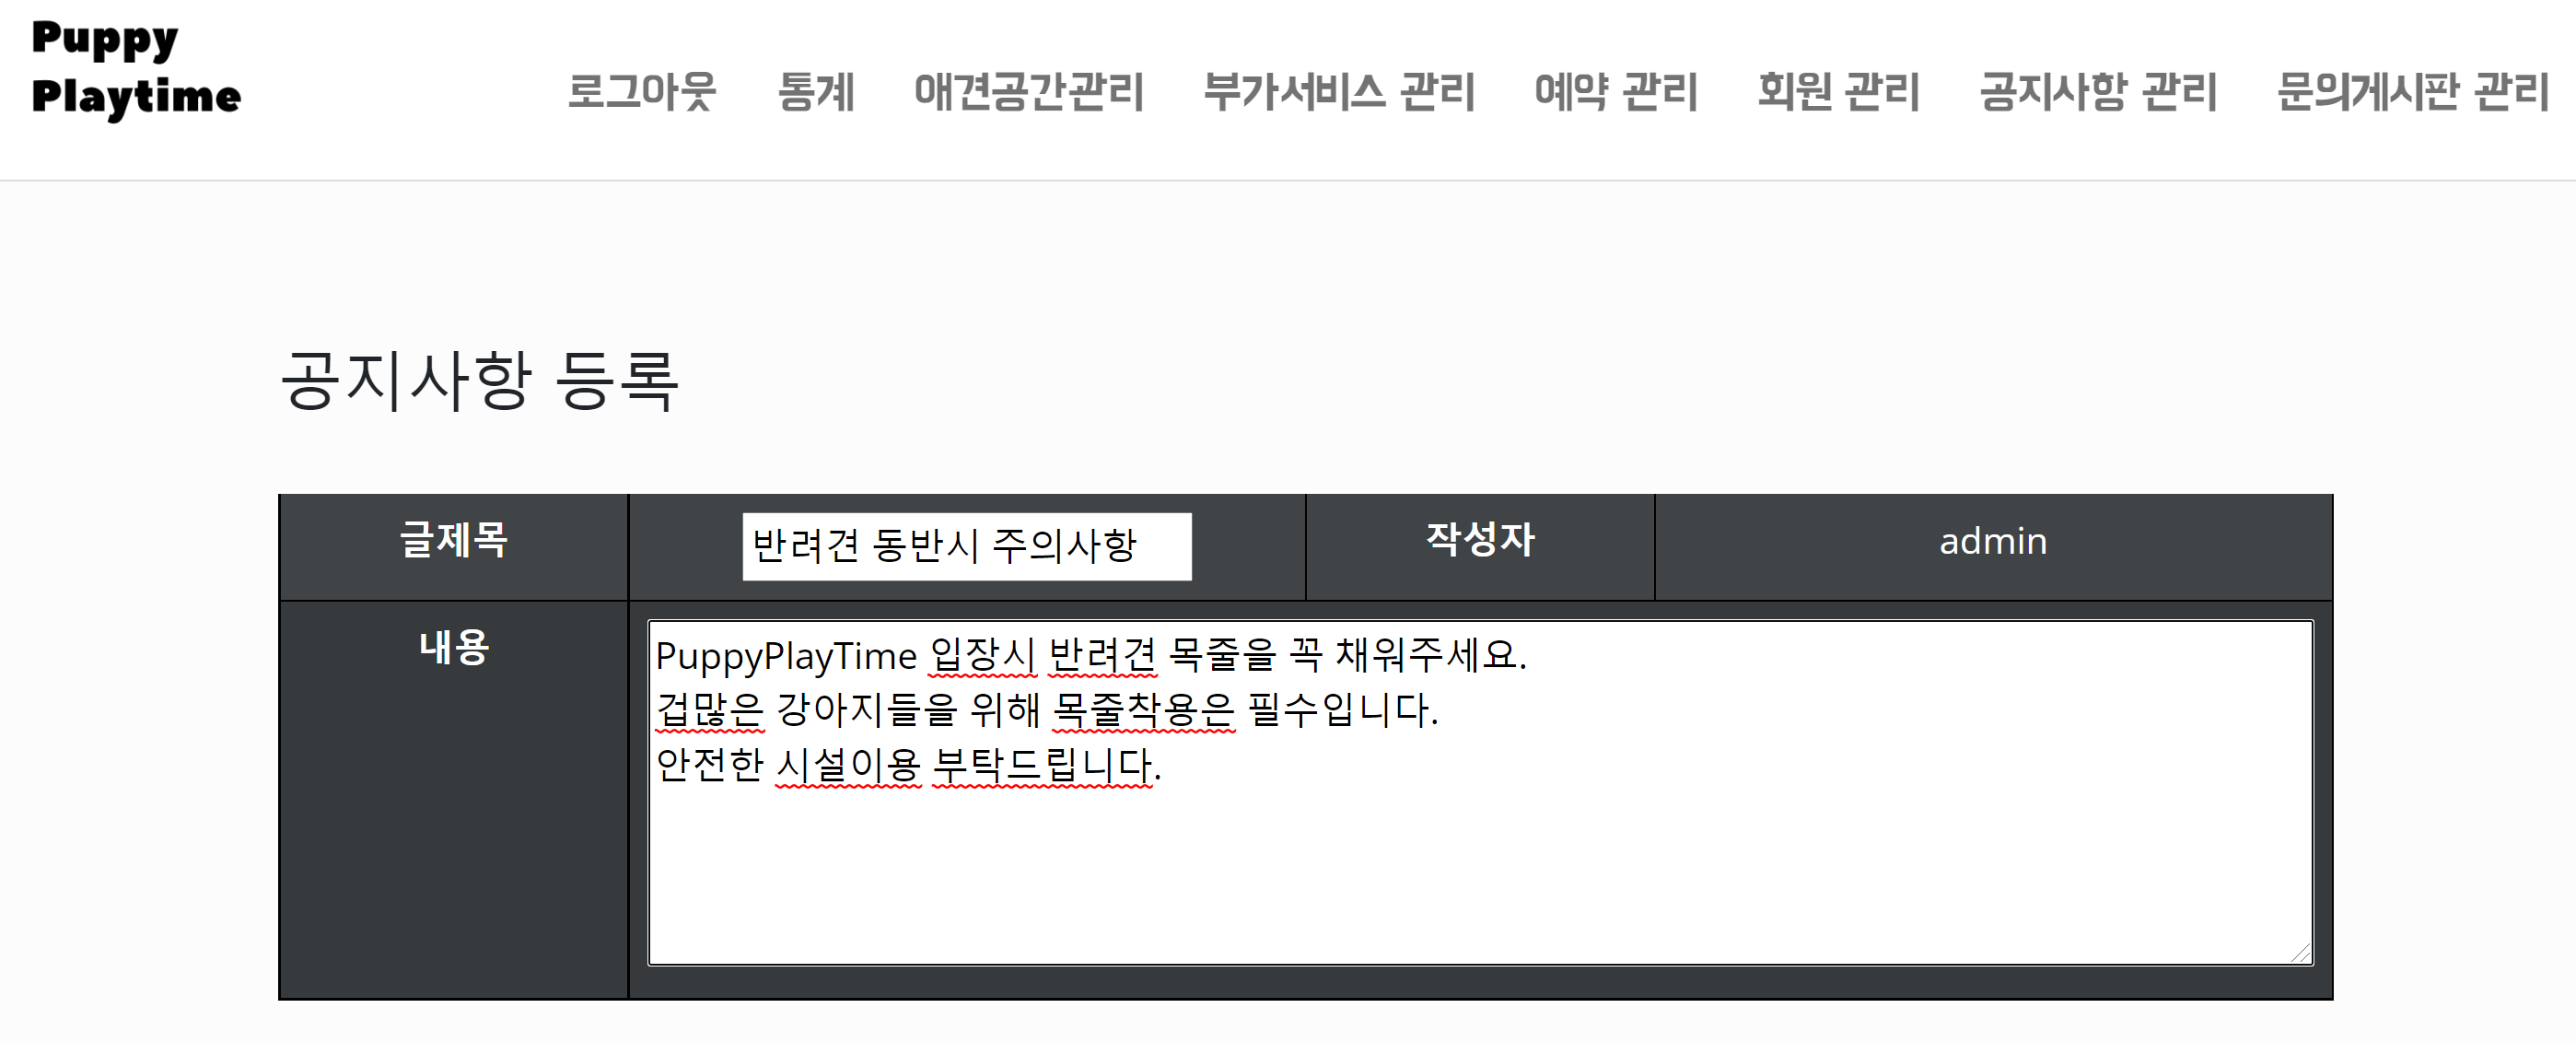 Puppy
Playtime
로그아웃 통계 애견공간관리 부가서비스 관리 예약 관리 회원 관리 공지사항 관리 문의게시판 관리
공지사항 등록
글제목 반려견 동반시 주의사항 작성자 admin
내용
PuppyPlayTime 입장시 반려견 목줄을 꼭 채워주세요.
겁많은 강아지들을 위해 목줄착용은 필수입니다.
안전한 시설이용 부탁드립니다.